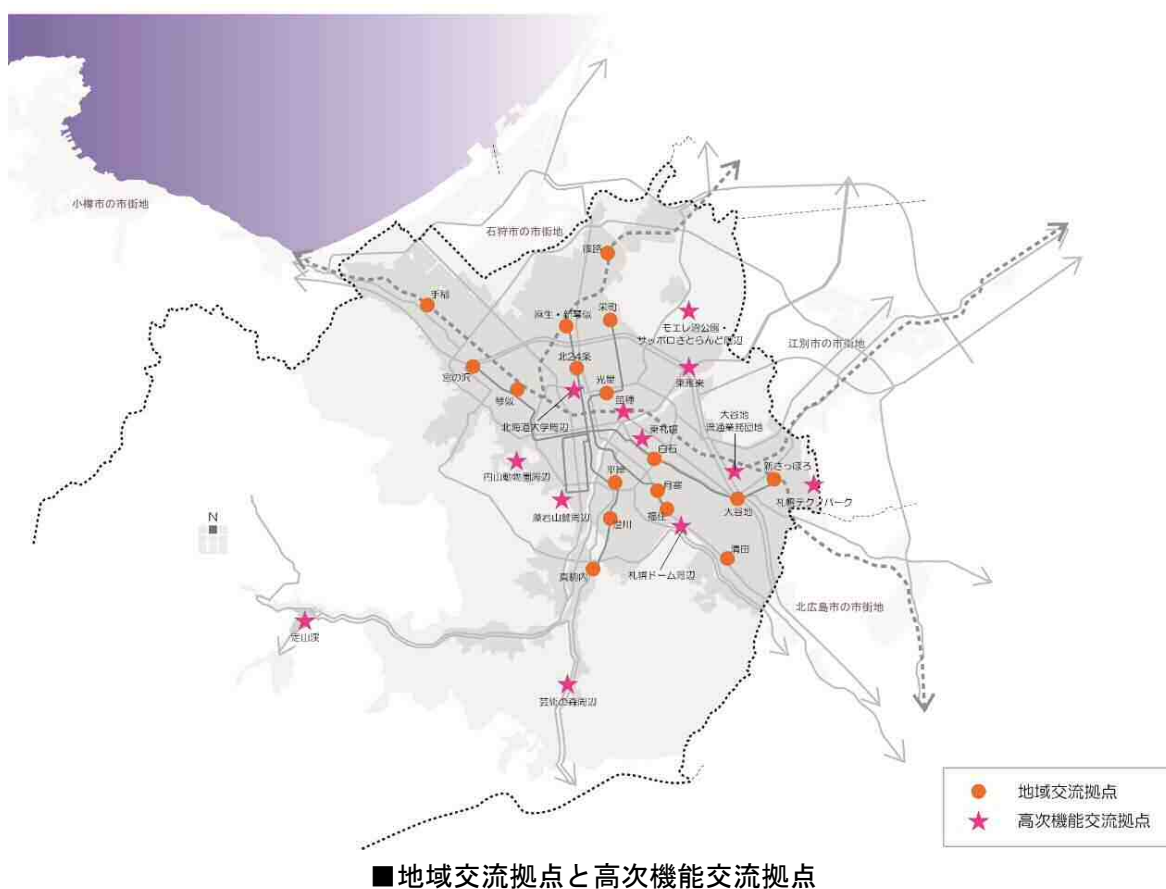 小樽市の市街地
石狩市の市街地
篠路
手稲
麻生・新琴似
栄町
モエレ沼公園・
サッポロさとらんど周辺
江別市の市街地
北24条
宮の沢
光星
東雁来
琴似
苗穂
北海道大学周辺
大谷地
流通業務団地
東札幌
白石
円山動物園周辺
平岸
新さっぽろ
月寒
札幌テクノパーク
藻岩山麓周辺
大谷地
福住
澄川
清田
真駒内
札幌ドーム周辺
N
北広島市の市街地
定山渓
芸術の森周辺
地域交流拠点
高次機能交流拠点
■地域交流拠点と高次機能交流拠点